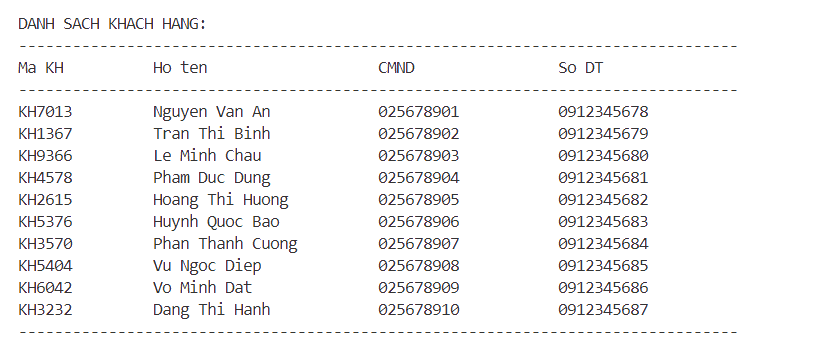 DANH SACH KHACH HANG:
--------------------------------------------------------------------------------
Ma KH          Ho ten                   CMND                So DT
--------------------------------------------------------------------------------
KH7013         Nguyen Van An            025678901           0912345678
KH1367         Tran Thi Binh            025678902           0912345679
KH9366         Le Minh Chau             025678903           0912345680
KH4578         Pham Duc Dung            025678904           0912345681
KH2615         Hoang Thi Huong          025678905           0912345682
KH5376         Huynh Quoc Bao           025678906           0912345683
KH3570         Phan Thanh Cuong         025678907           0912345684
KH5404         Vu Ngoc Diep             025678908           0912345685
KH6042         Vo Minh Dat              025678909           0912345686
KH3232         Dang Thi Hanh            025678910           0912345687
--------------------------------------------------------------------------------